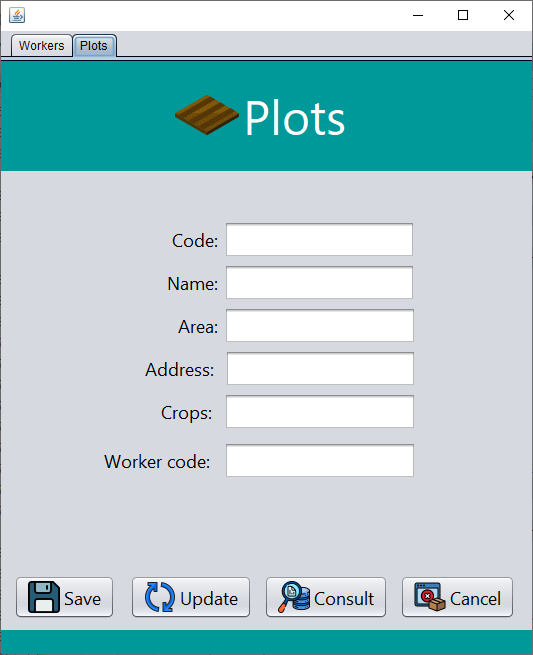 Workers Plots
Plots
Code:
Name:
Area:
Address:
Crops:
Worker code:
Save Update Consult Cancel